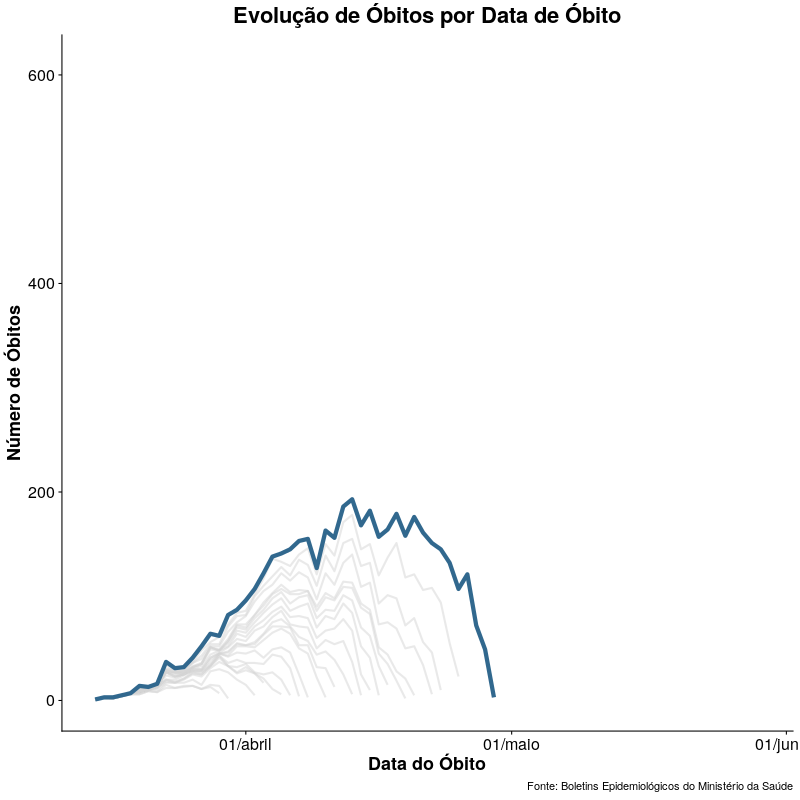 Evolução de Óbitos por Data de Óbito
Número de Óbitos
600
400
200
0
01/abril
01/maio
01/jun
Data do Óbito
Fonte: Boletins Epidemiológicos do Ministério da Saúde